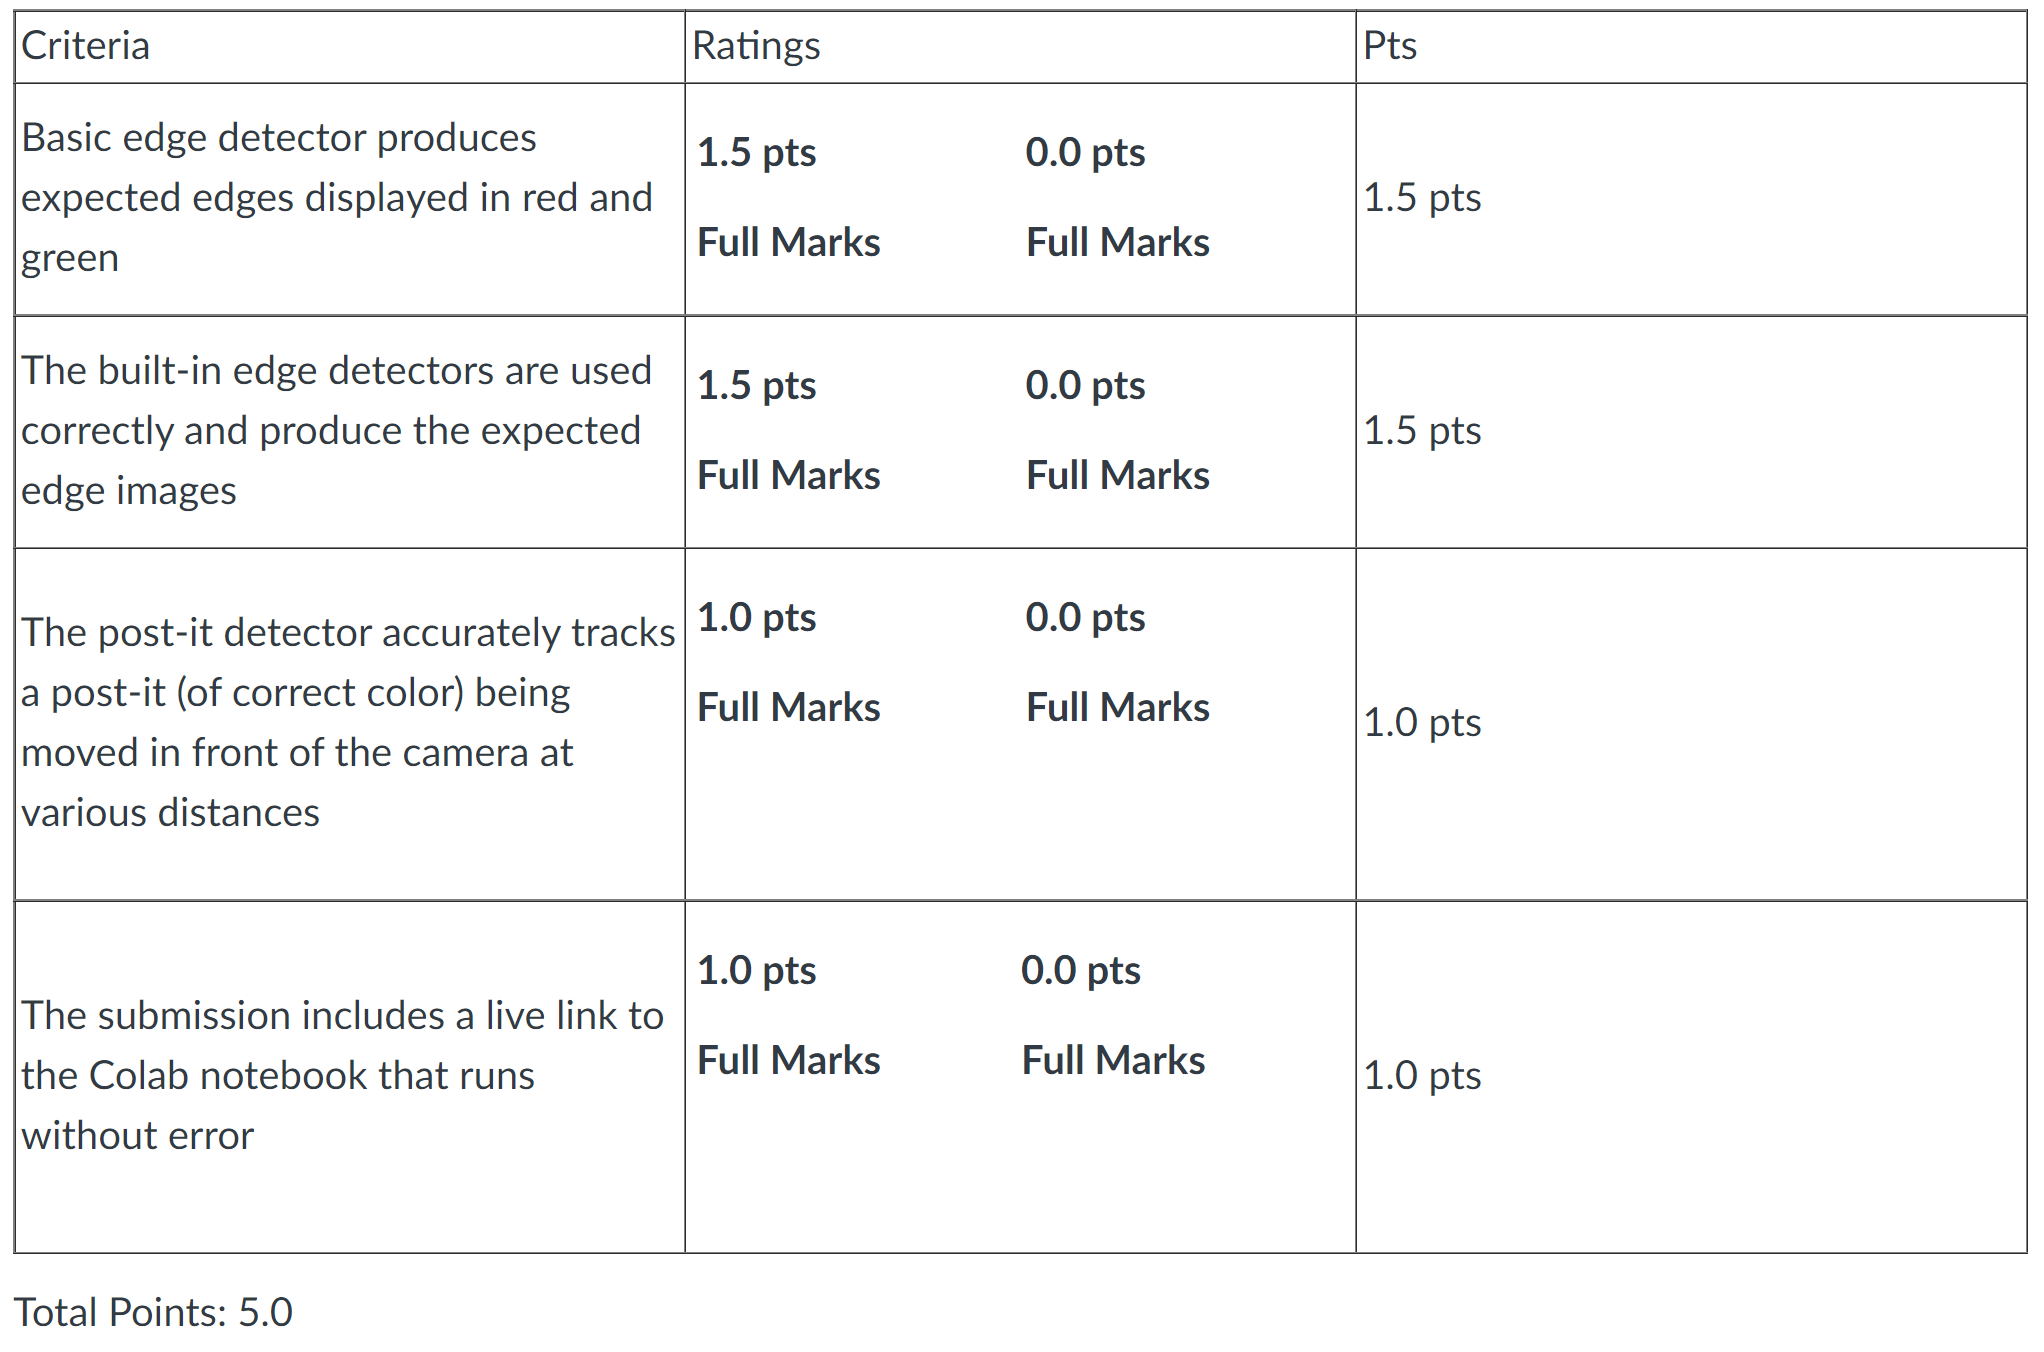 Criteria
Ratings
Pts
Basic edge detector produces
expected edges displayed in red and
green
1.5 pts
Full Marks
0.0 pts
Full Marks
1.5 pts
The built-in edge detectors are used
correctly and produce the expected
edge images
1.5 pts
Full Marks
0.0 pts
Full Marks
1.5 pts
The post-it detector accurately tracks
a post-it (of correct color) being
moved in front of the camera at
various distances
1.0 pts
Full Marks
0.0 pts
Full Marks
1.0 pts
The submission includes a live link to
the Colab notebook that runs
without error
1.0 pts
Full Marks
0.0 pts
Full Marks
1.0 pts
Total Points: 5.0